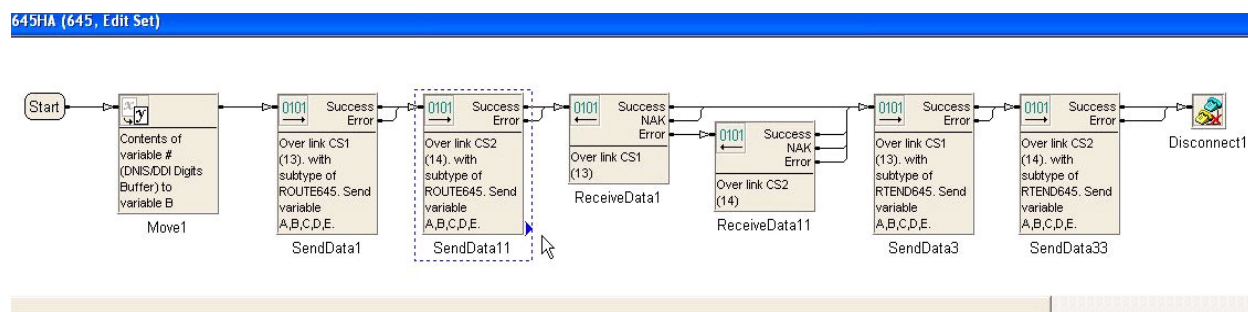 645HA (645, Edit Set)
Start
x
y
Contents of
variable #
(DNIS/DDI Digits
Buffer) to
variable B
Move1
0101 Success
Error
Over link CS1
(13). with
subtype of
ROUTE645. Send
variable
A,B,C,D,E.
SendData1
0101 Success
Error
Over link CS2
(14). with
subtype of
ROUTE645. Send
variable
A,B,C,D,E.
SendData11
0101 Success
NAK
Error
Over link CS1
(13)
ReceiveData1
0101 Success
NAK
Error
Over link CS2
(14)
ReceiveData11
0101 Success
Error
Over link CS1
(13). with
subtype of
RTEND645. Send
variable
A,B,C,D,E.
SendData3
0101 Success
Error
Over link CS2
(14). with
subtype of
RTEND645. Send
variable
A,B,C,D,E.
SendData33
Disconnect1